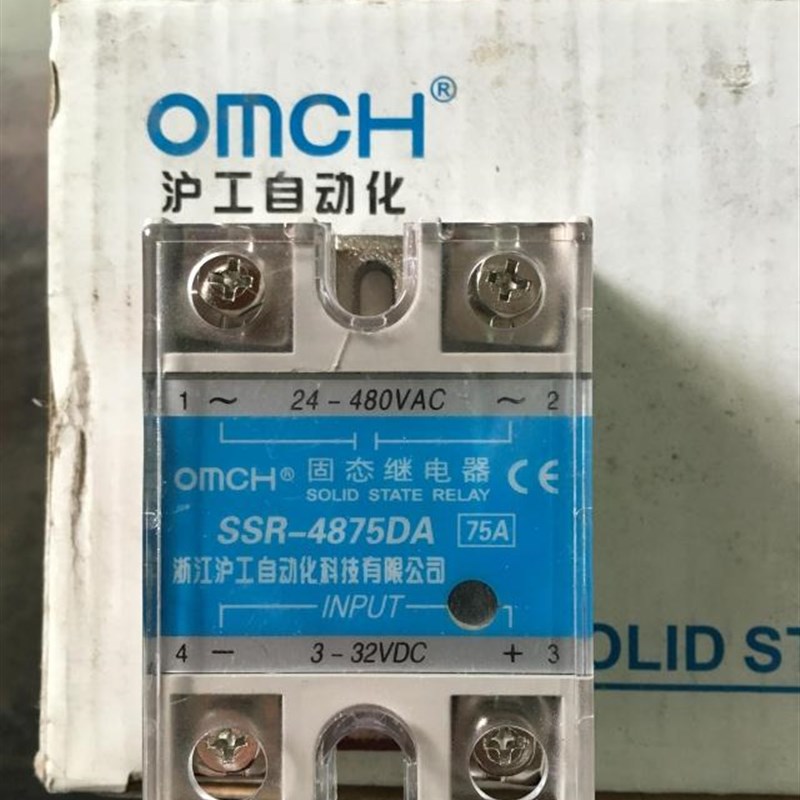 OMCH®
沪工自动化
1 ~ 24 - 480VAC ~ 2
OMCH® 固态继电器 CE
SOLID STATE RELAY
SSR-4875DA 75A
浙江沪工自动化科技有限公司
INPUT
4 - 3 - 32VDC + 3
OLID ST